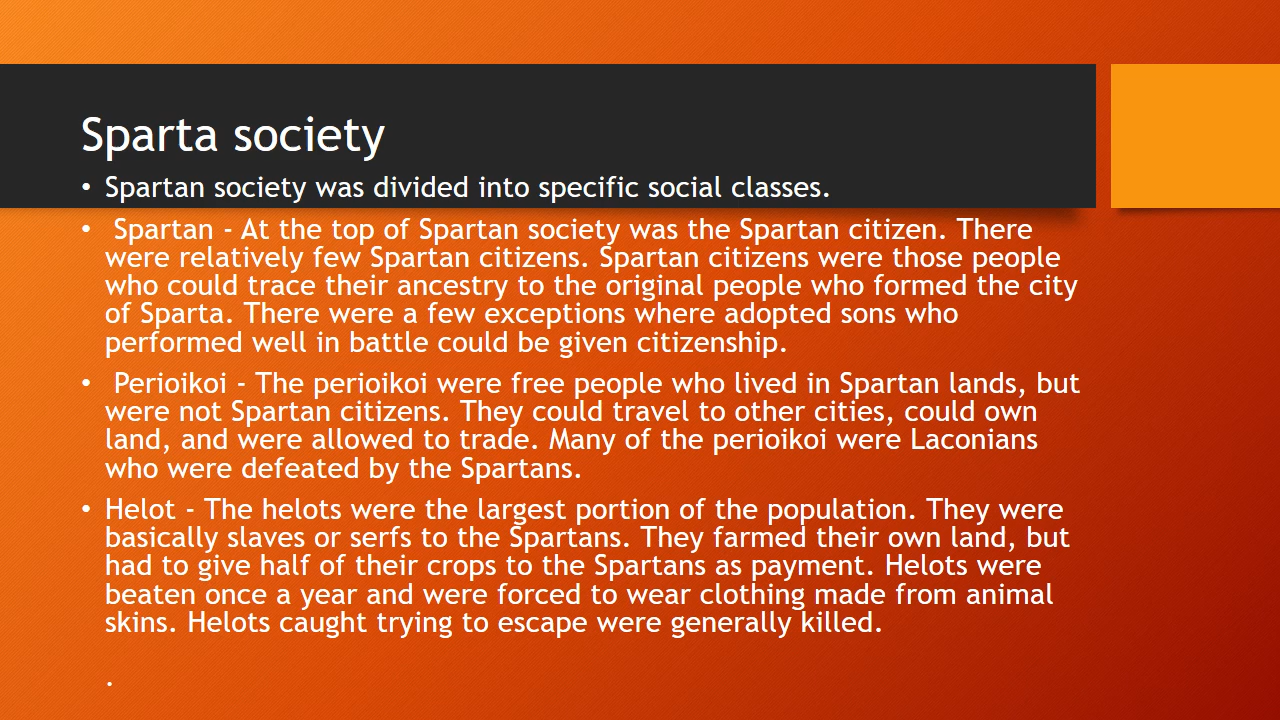 Sparta society
• Spartan society was divided into specific social classes.
• Spartan - At the top of Spartan society was the Spartan citizen. There
were relatively few Spartan citizens. Spartan citizens were those people
who could trace their ancestry to the original people who formed the city
of Sparta. There were a few exceptions where adopted sons who
performed well in battle could be given citizenship.
• Perioikoi - The perioikoi were free people who lived in Spartan lands, but
were not Spartan citizens. They could travel to other cities, could own
land, and were allowed to trade. Many of the perioikoi were Laconians
who were defeated by the Spartans.
• Helot - The helots were the largest portion of the population. They were
basically slaves or serfs to the Spartans. They farmed their own land, but
had to give half of their crops to the Spartans as payment. Helots were
beaten once a year and were forced to wear clothing made from animal
skins. Helots caught trying to escape were generally killed.
.